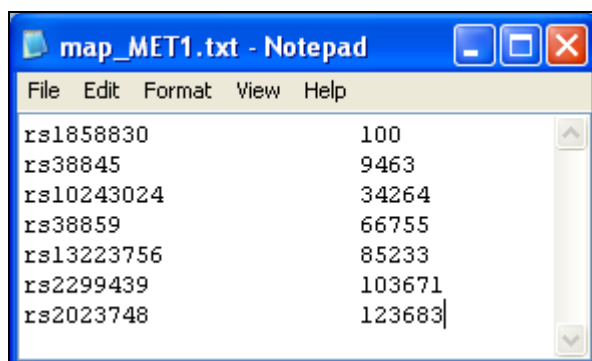 map_MET1.txt - Notepad
File Edit Format View Help
rs1858830 100
rs38845 9463
rs10243024 34264
rs38859 66755
rs13223756 85233
rs2299439 103671
rs2023748 123683